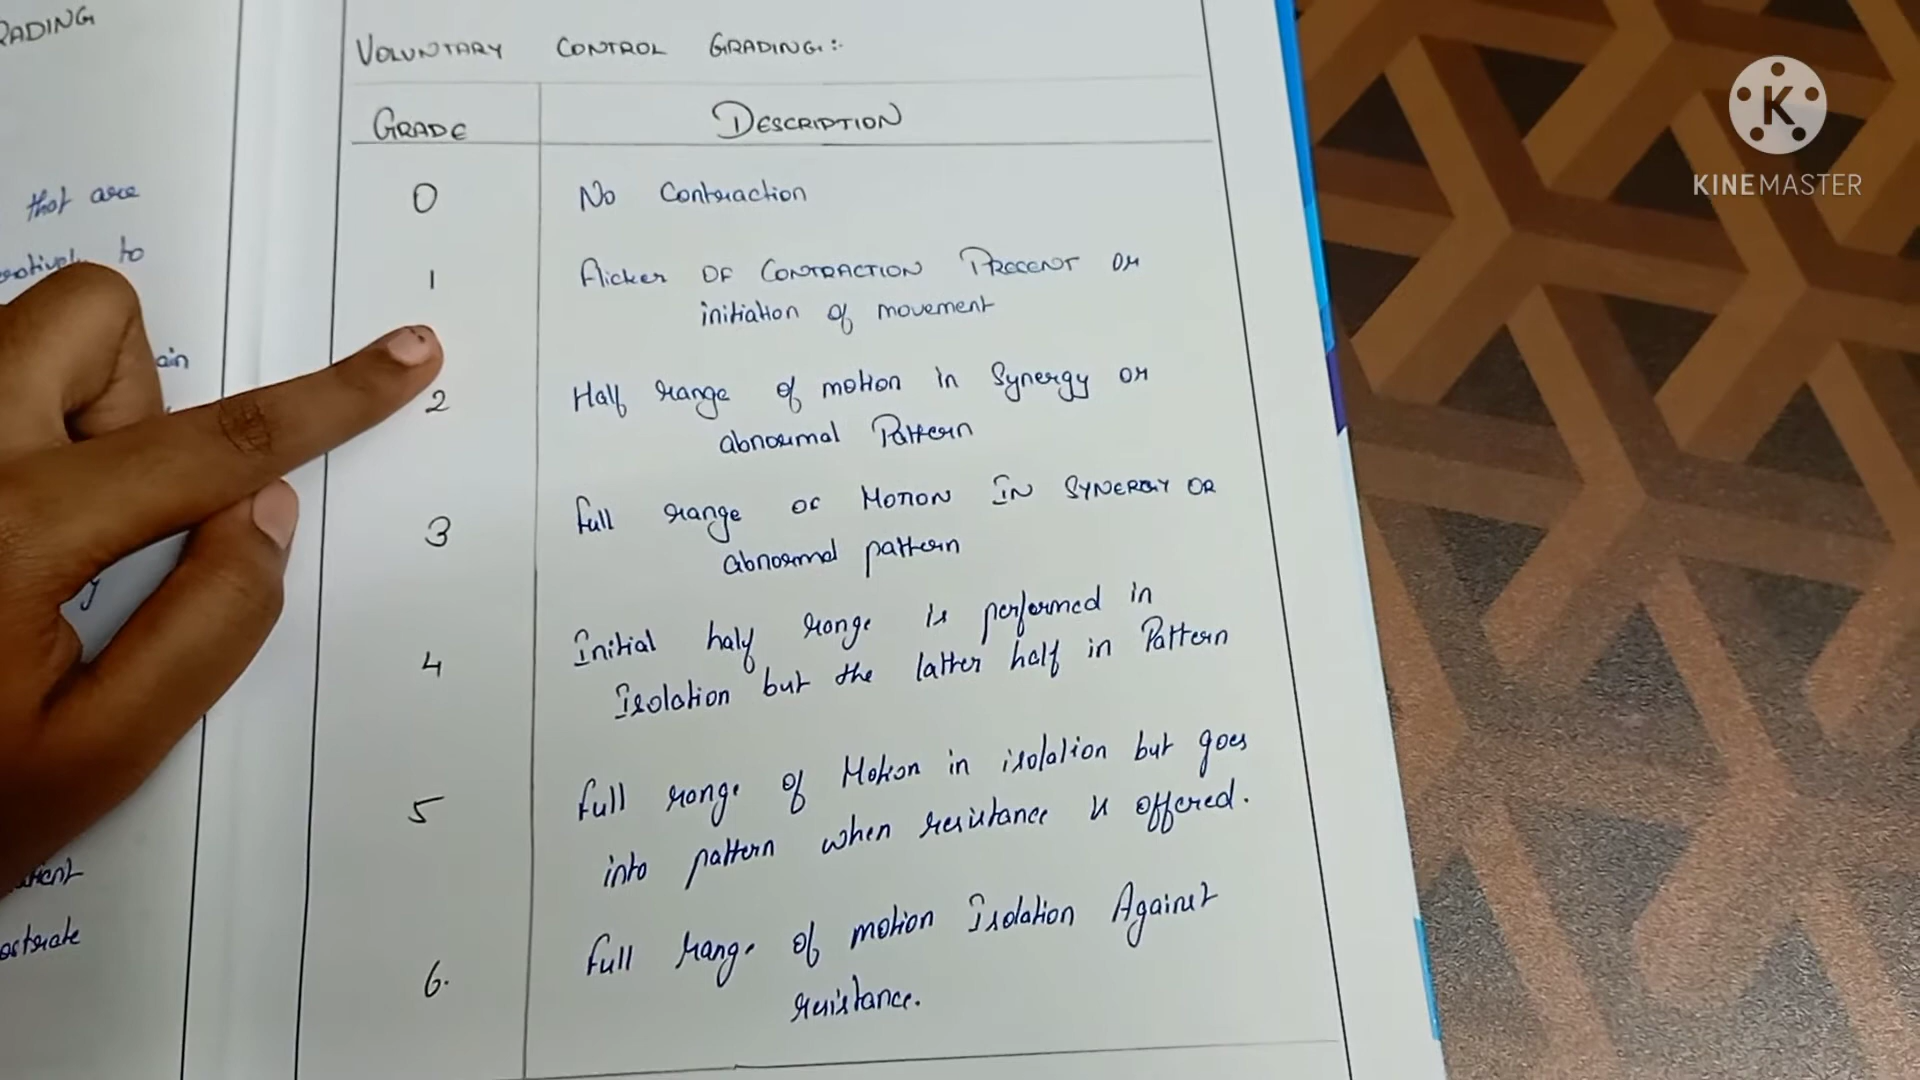 RADING
that are
to
ain
VOLUNTARY CONTROL GRADING:-
GRADE DESCRIPTION
0 No Contraction
1 flicker OF CONTRACTION PRECENT OR
initiation of movement
2 Half range of motion in Synergy or
abnormal Pattern
3 full range OF MOTION IN SYNERGY OR
abnormal pattern
4 Initial half range is performed in
Isolation but the latter half in Pattern
5 full range of Motion in isolation but goes
into pattern when resistance is offered.
6. full range of motion Isolation Against
resistance.
KINEMASTER